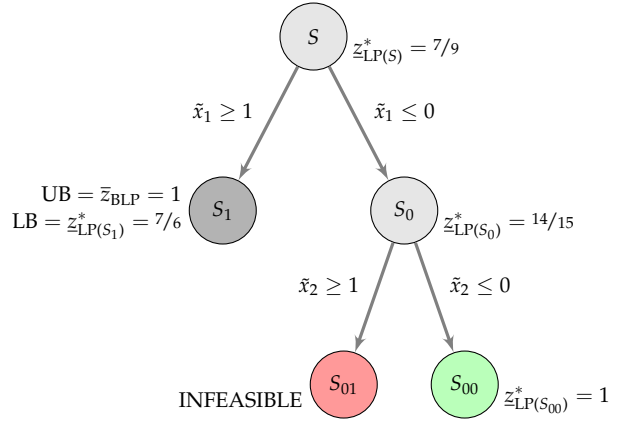 S
z*LP(S) = 7/9
x̃1 ≥ 1
x̃1 ≤ 0
UB = z̄BLP = 1
LB = z*LP(S1) = 7/6
S1
S0
z*LP(S0) = 14/15
x̃2 ≥ 1
x̃2 ≤ 0
INFEASIBLE
S01
S00
z*LP(S00) = 1